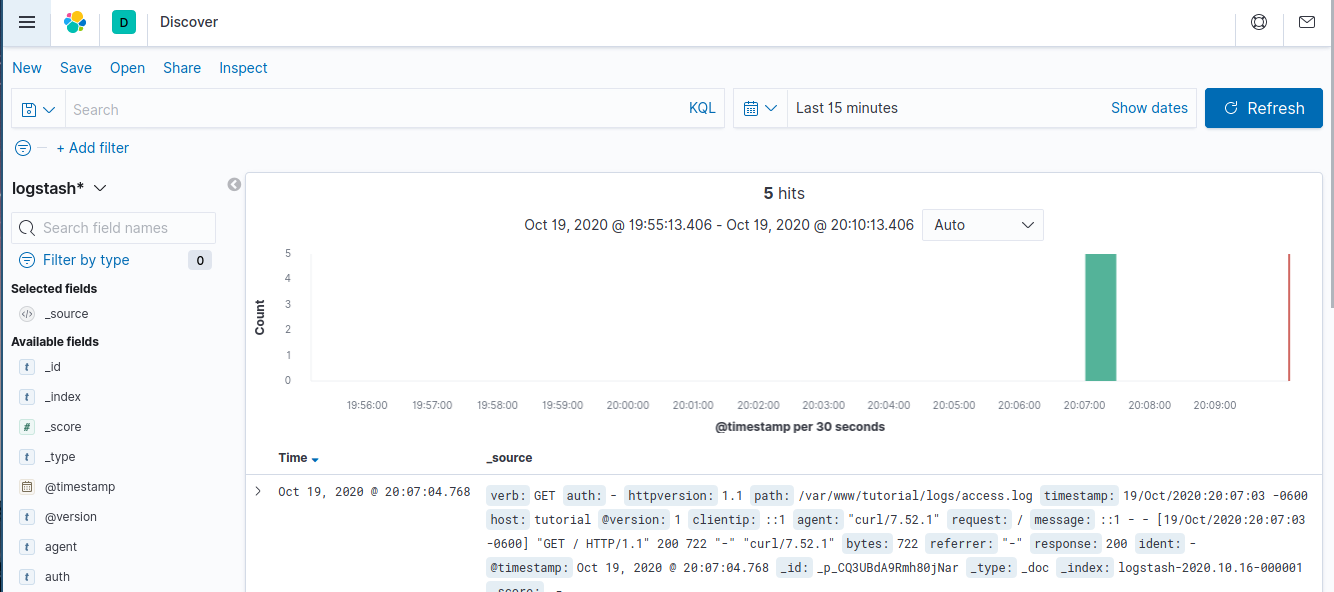 D Discover
New Save Open Share Inspect
Search KQL Last 15 minutes Show dates Refresh
+ Add filter
logstash*
Search field names
Filter by type 0
Selected fields
_source
Available fields
t _id
t _index
# _score
t _type
@timestamp
t @version
t agent
t auth
5 hits
Oct 19, 2020 @ 19:55:13.406 - Oct 19, 2020 @ 20:10:13.406 Auto
Count
5
4
3
2
1
0
19:56:00 19:57:00 19:58:00 19:59:00 20:00:00 20:01:00 20:02:00 20:03:00 20:04:00 20:05:00 20:06:00 20:07:00 20:08:00 20:09:00
@timestamp per 30 seconds
Time _source
Oct 19, 2020 @ 20:07:04.768 verb: GET auth: - httpversion: 1.1 path: /var/www/tutorial/logs/access.log timestamp: 19/Oct/2020:20:07:03 -0600
host: tutorial @version: 1 clientip: ::1 agent: "curl/7.52.1" request: / message: ::1 - - [19/Oct/2020:20:07:03
-0600] "GET / HTTP/1.1" 200 722 "-" "curl/7.52.1" bytes: 722 referrer: "-" response: 200 ident: -
@timestamp: Oct 19, 2020 @ 20:07:04.768 _id: _p_CQ3UBdA9Rmh80jNar _type: _doc _index: logstash-2020.10.16-000001
_score: -